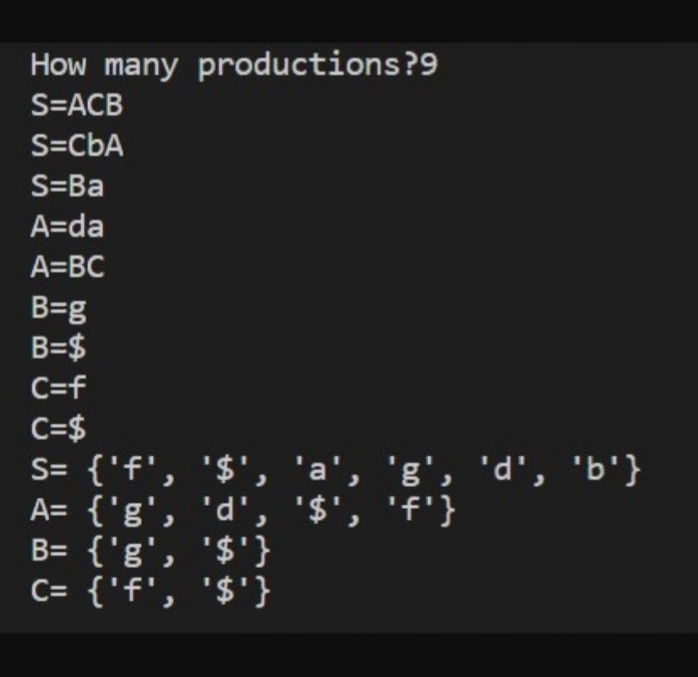 How many productions?9
S=ACB
S=CbA
S=Ba
A=da
A=BC
B=g
B=$
C=f
C=$
S= {'f', '$', 'a', 'g', 'd', 'b'}
A= {'g', 'd', '$', 'f'}
B= {'g', '$'}
C= {'f', '$'}